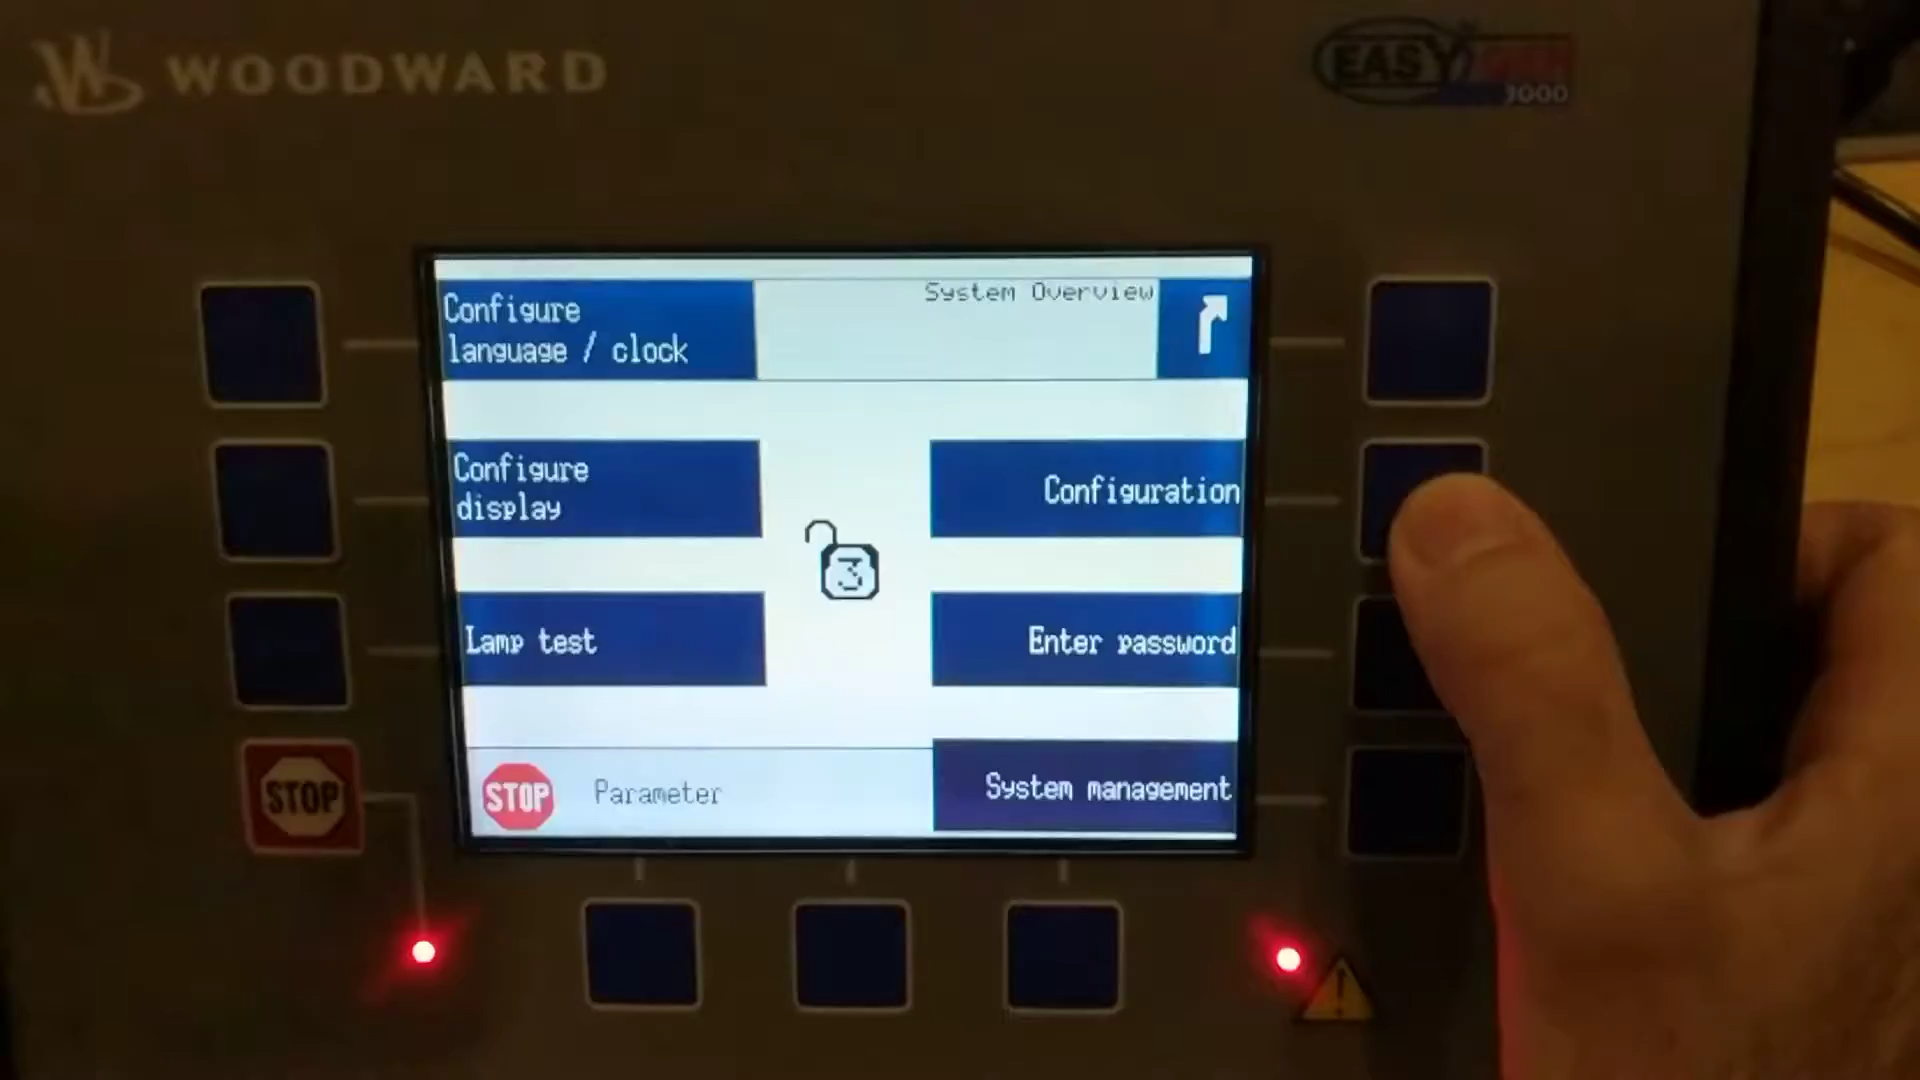 WOODWARD
EASY
3000
System Overview
Configure
language / clock
Configure
display
Configuration
3
Lamp test
Enter password
STOP
STOP
Parameter
System management